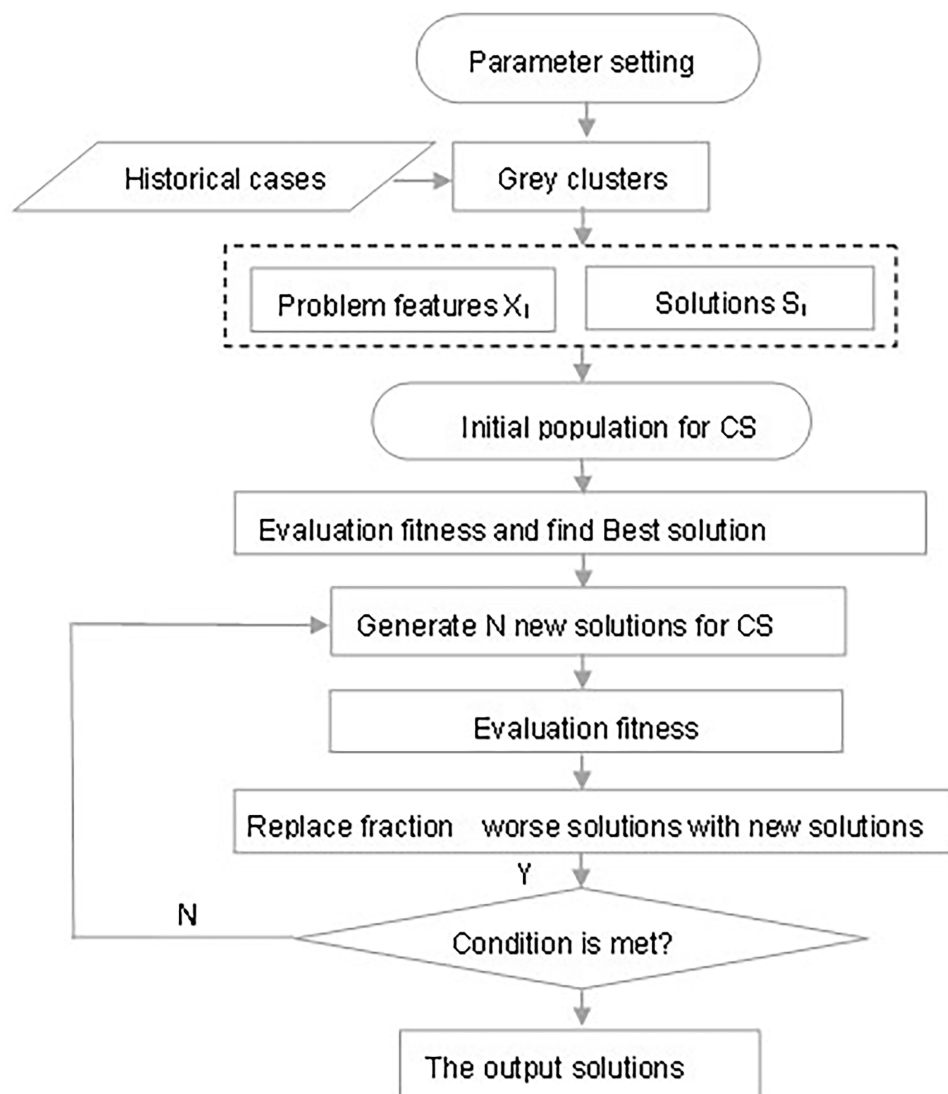 Parameter setting
Historical cases
Grey clusters
Problem features Xı
Solutions Sı
Initial population for CS
Evaluation fitness and find Best solution
Generate N new solutions for CS
Evaluation fitness
Replace fraction worse solutions with new solutions
Y
N
Condition is met?
The output solutions